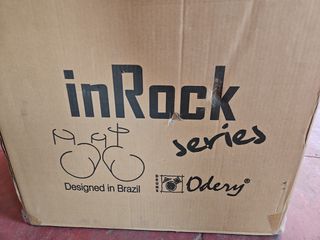 inRock
series
Designed in Brazil
Odery®